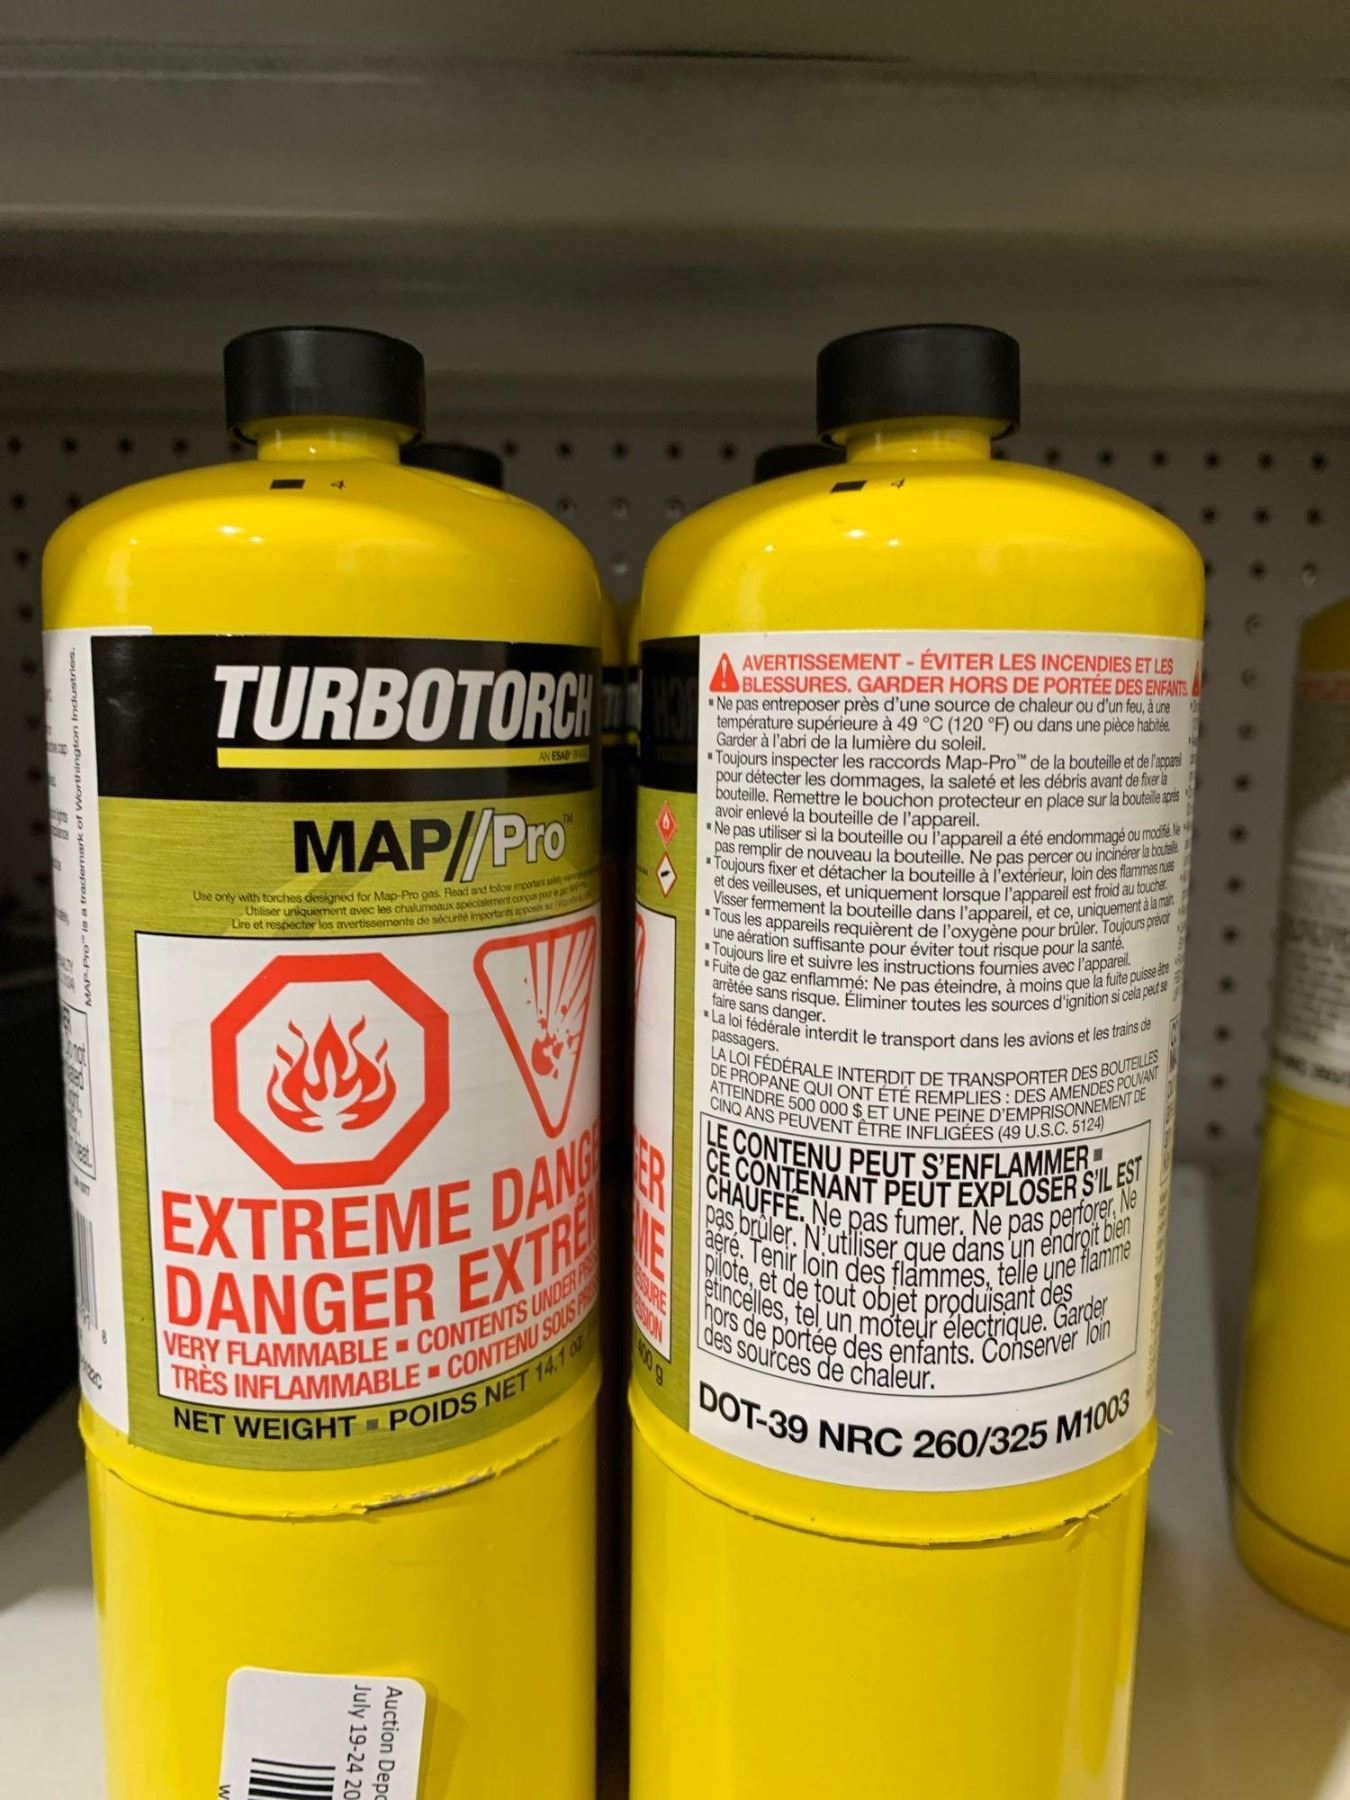 4
TURBOTORCH
AN ESAB®
MAP//Pro™
Use only with torches designed for Map-Pro gas. Read and follow important safety
Utiliser uniquement avec les chalumeaux spécialement conçus pour le gaz
Lire et respecter les avertissements de sécurité importants apposés sur
EXTREME DANGE
DANGER EXTRÊ
VERY FLAMMABLE ▪ CONTENTS UNDER
TRÈS INFLAMMABLE ▪ CONTENU SOUS
NET WEIGHT ▪ POIDS NET 14.1 oz.
MAP-Pro™ is a trademark of Worthington Industries.
Auction Depo
July 19-24 20
4
GER
ME
SURE
SION
400 g
AVERTISSEMENT - ÉVITER LES INCENDIES ET LES
BLESSURES. GARDER HORS DE PORTÉE DES ENFANTS.
▪ Ne pas entreposer près d'une source de chaleur ou d'un feu, à une
température supérieure à 49 °C (120 °F) ou dans une pièce habitée.
Garder à l'abri de la lumière du soleil.
▪ Toujours inspecter les raccords Map-Pro™ de la bouteille et de l'appareil
pour détecter les dommages, la saleté et les débris avant de fixer la
bouteille. Remettre le bouchon protecteur en place sur la bouteille après
avoir enlevé la bouteille de l'appareil.
▪ Ne pas utiliser si la bouteille ou l'appareil a été endommagé ou modifié. Ne
pas remplir de nouveau la bouteille. Ne pas percer ou incinérer la bouteille.
▪ Toujours fixer et détacher la bouteille à l'extérieur, loin des flammes nues
et des veilleuses, et uniquement lorsque l'appareil est froid au toucher.
Visser fermement la bouteille dans l'appareil, et ce, uniquement à la main.
▪ Tous les appareils requièrent de l'oxygène pour brûler. Toujours prévoir
une aération suffisante pour éviter tout risque pour la santé.
▪ Toujours lire et suivre les instructions fournies avec l'appareil.
▪ Fuite de gaz enflammé: Ne pas éteindre, à moins que la fuite puisse être
arrêtée sans risque. Éliminer toutes les sources d'ignition si cela peut se
faire sans danger.
▪ La loi fédérale interdit le transport dans les avions et les trains de
passagers.
LA LOI FÉDÉRALE INTERDIT DE TRANSPORTER DES BOUTEILLES
DE PROPANE QUI ONT ÉTÉ REMPLIES : DES AMENDES POUVANT
ATTEINDRE 500 000 $ ET UNE PEINE D'EMPRISONNEMENT DE
CINQ ANS PEUVENT ÊTRE INFLIGÉES (49 U.S.C. 5124)
LE CONTENU PEUT S'ENFLAMMER ▪
CE CONTENANT PEUT EXPLOSER S'IL EST
CHAUFFÉ. Ne pas fumer. Ne pas perforer. Ne
pas brûler. N'utiliser que dans un endroit bien
aéré. Tenir loin des flammes, telle une flamme
pilote, et de tout objet produisant des
étincelles, tel un moteur électrique. Garder
hors de portée des enfants. Conserver loin
des sources de chaleur.
DOT-39 NRC 260/325 M1003